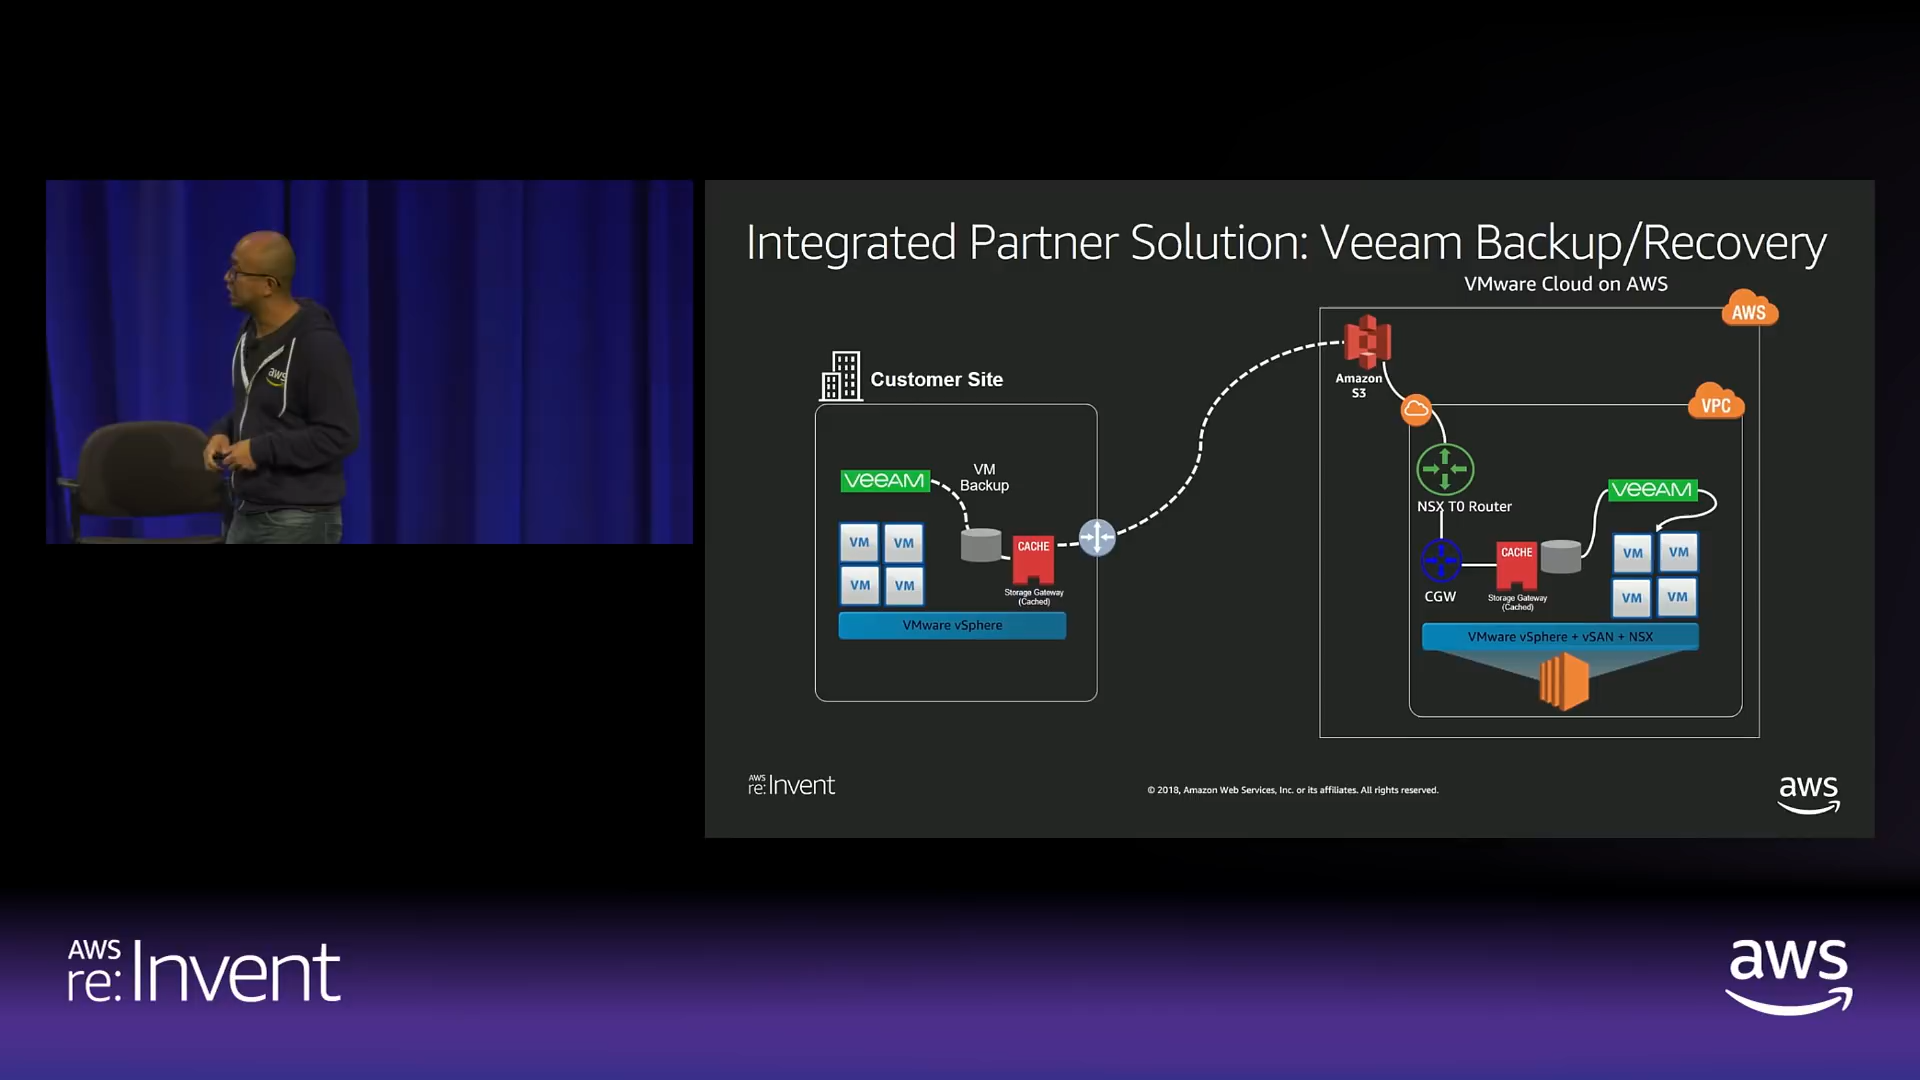 Integrated Partner Solution: Veeam Backup/Recovery
VMware Cloud on AWS
AWS
Amazon
S3
Customer Site
VPC
VeeAM
VM
Backup
NSX T0 Router
VeeAM
VM VM
VM VM
CACHE
Storage Gateway
(Cached)
VMware vSphere
CGW
CACHE
Storage Gateway
(Cached)
VM VM
VM VM
VMware vSphere + vSAN + NSX
aws
AWS
re:Invent
© 2018, Amazon Web Services, Inc. or its affiliates. All rights reserved.
aws
AWS
re:Invent
aws